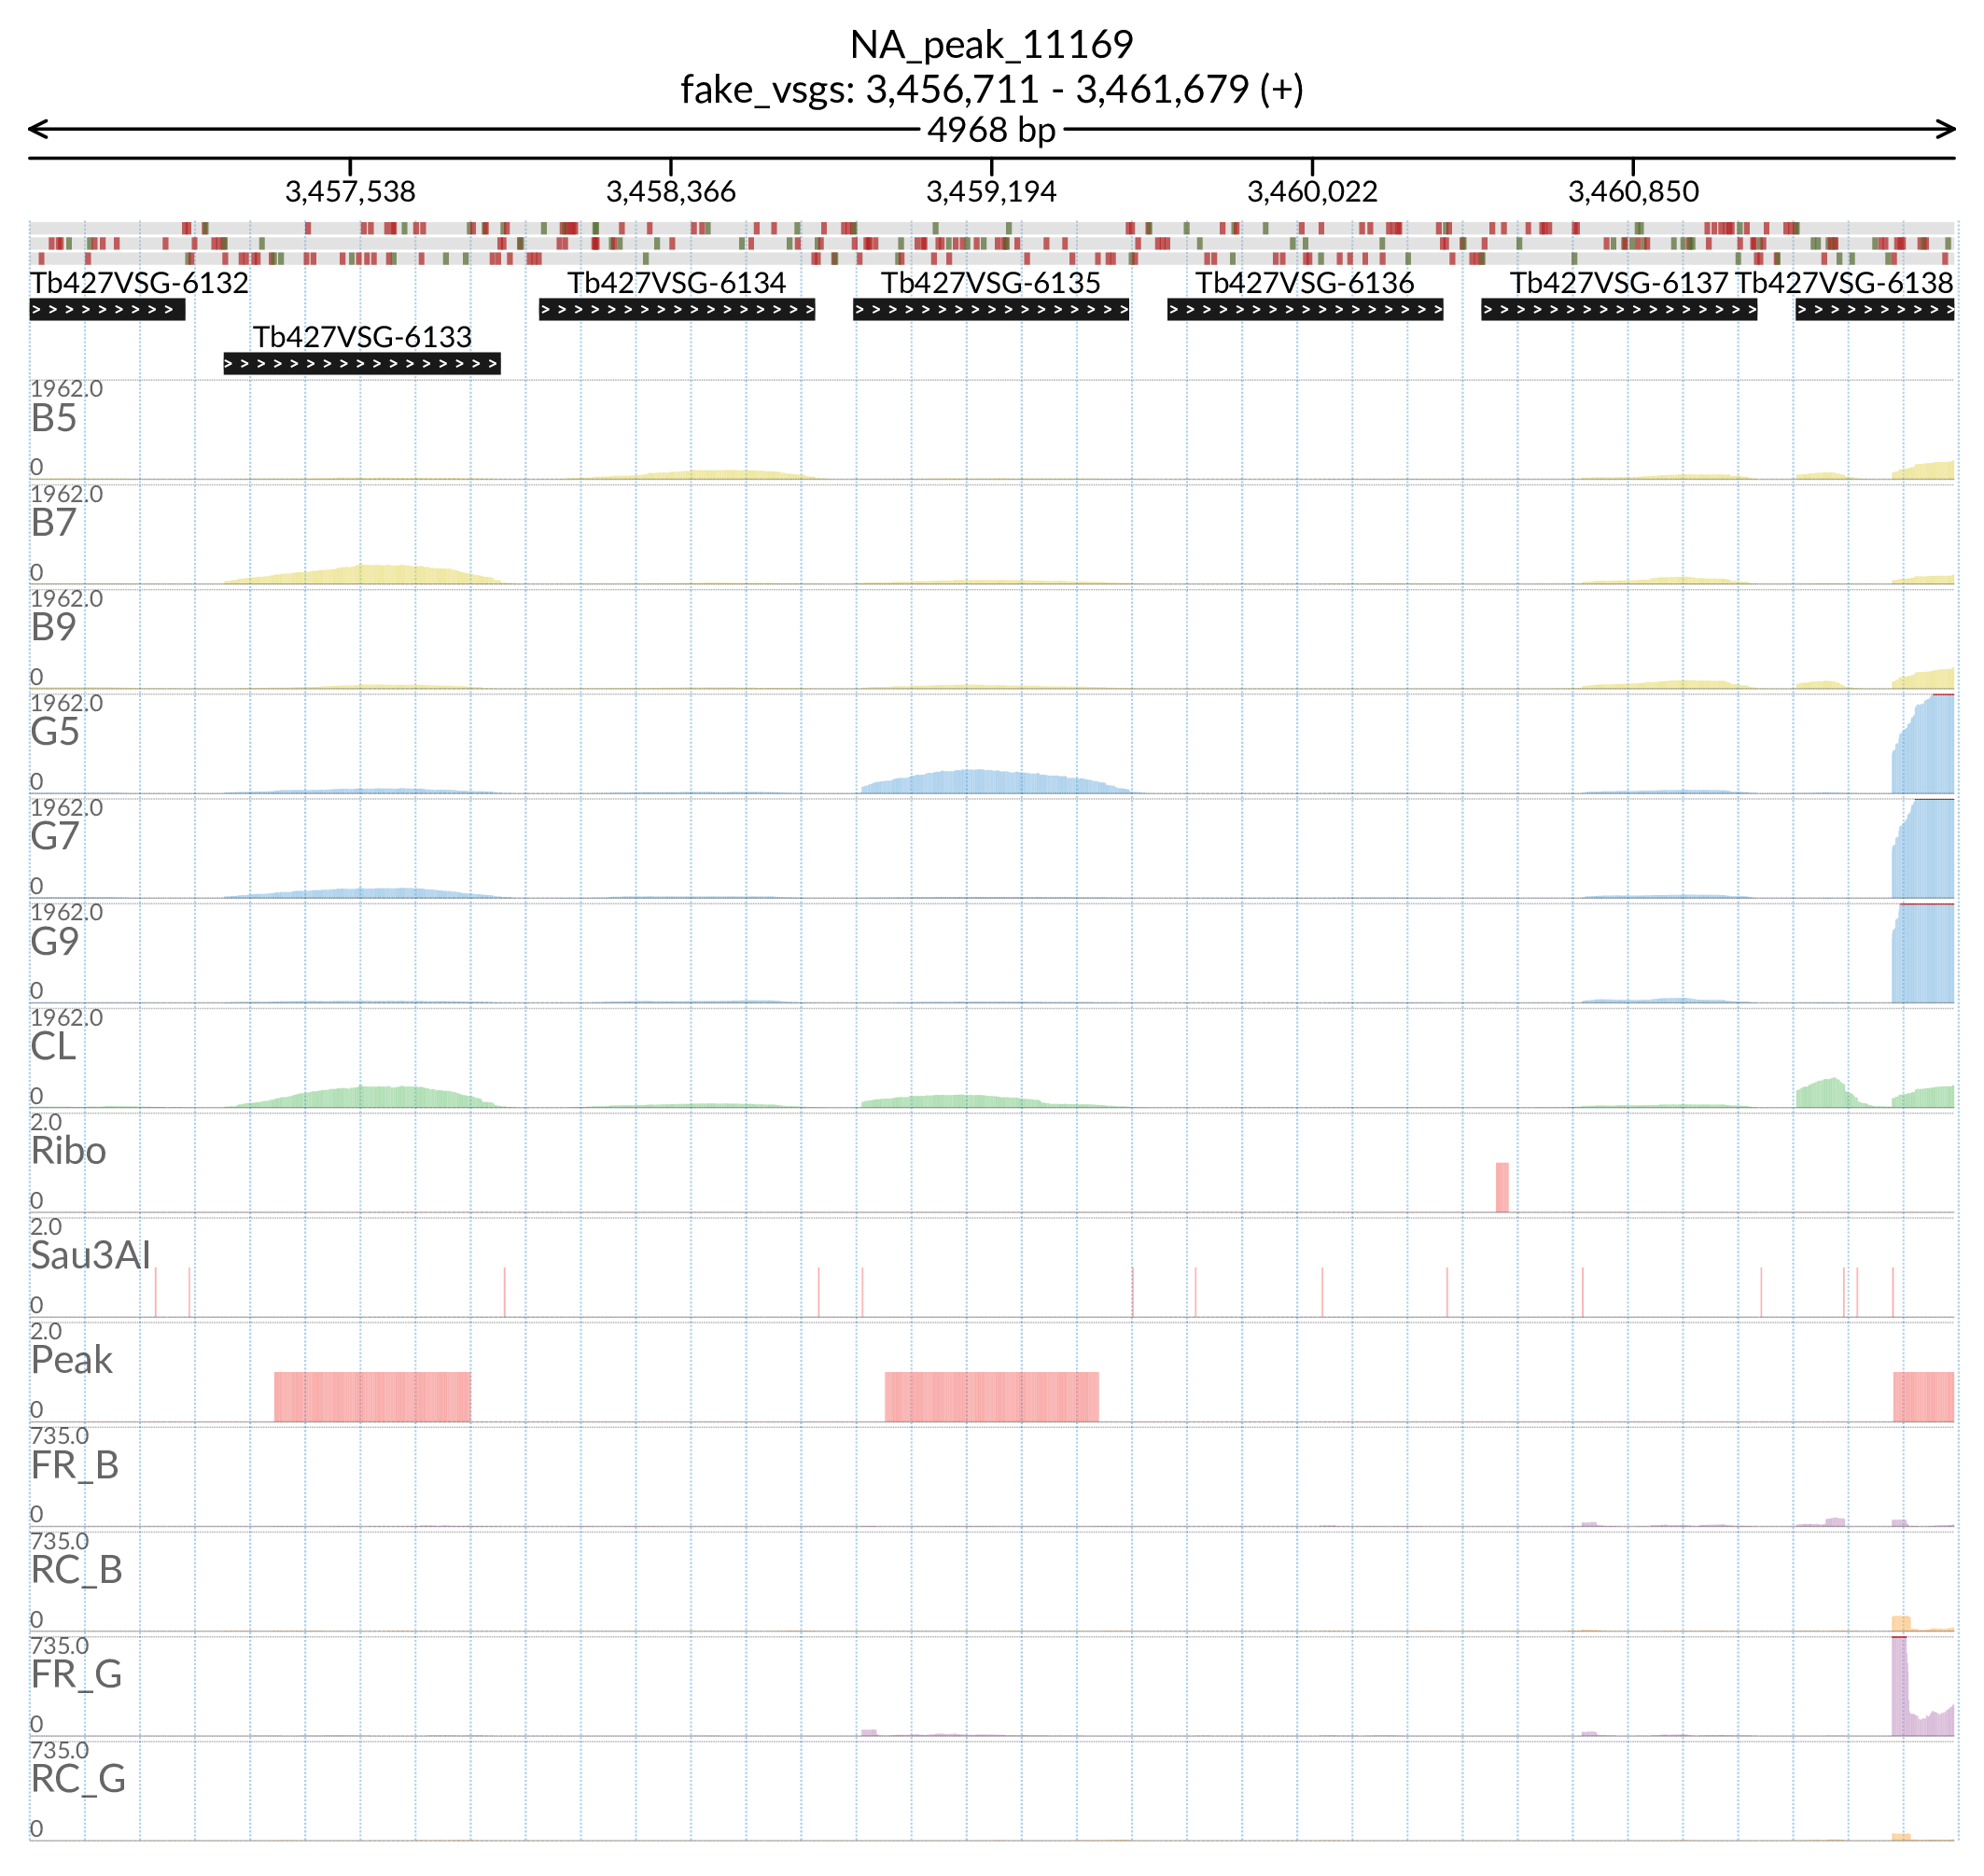 NA_peak_11169
fake_vsgs: 3,456,711 - 3,461,679 (+)
4968 bp
3,457,538 3,458,366 3,459,194 3,460,022 3,460,850
Tb427VSG-6132 Tb427VSG-6134 Tb427VSG-6135 Tb427VSG-6136 Tb427VSG-6137 Tb427VSG-6138
Tb427VSG-6133
1962.0
B5
0
1962.0
B7
0
1962.0
B9
0
1962.0
G5
0
1962.0
G7
0
1962.0
G9
0
1962.0
CL
0
2.0
Ribo
0
2.0
Sau3AI
0
2.0
Peak
0
735.0
FR_B
0
735.0
RC_B
0
735.0
FR_G
0
735.0
RC_G
0